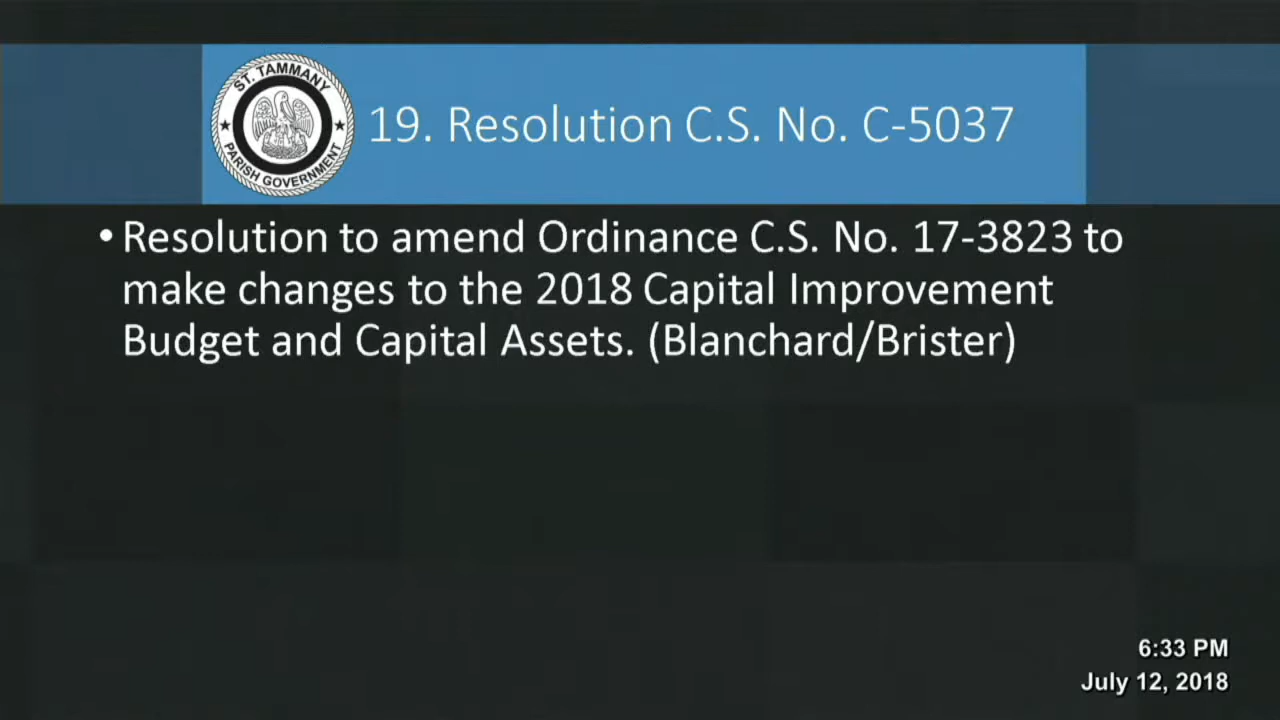 ST. TAMMANY
PARISH GOVERNMENT
19. Resolution C.S. No. C-5037
• Resolution to amend Ordinance C.S. No. 17-3823 to
make changes to the 2018 Capital Improvement
Budget and Capital Assets. (Blanchard/Brister)
6:33 PM
July 12, 2018